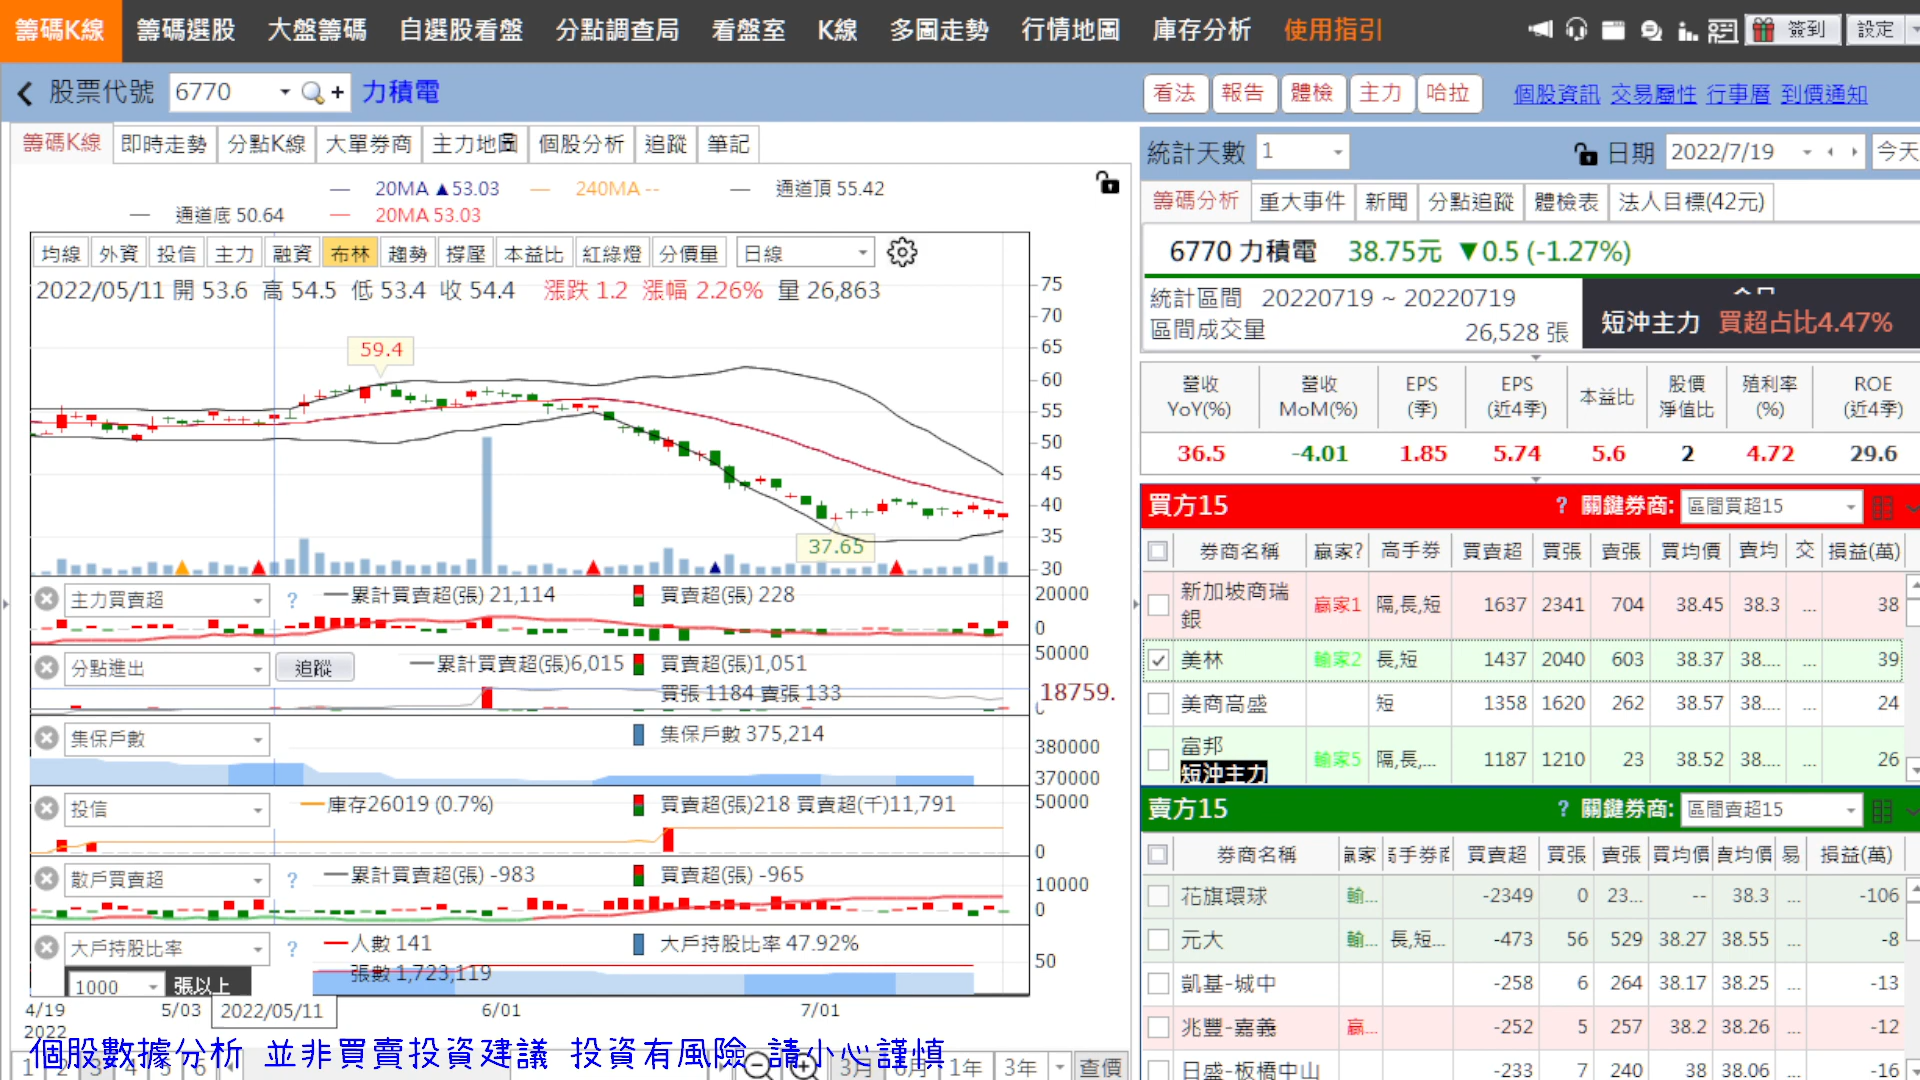 籌碼K線 籌碼選股 大盤籌碼 自選股看盤 分點調查局 看盤室 K線 多圖走勢 行情地圖 庫存分析 使用指引 簽到 設定
股票代號 6770 力積電 看法 報告 體檢 主力 哈拉 個股資訊 交易屬性 行事曆 到價通知
籌碼K線 即時走勢 分點K線 大單券商 主力地圖 個股分析 追蹤 筆記
20MA ▲53.03 240MA -- 通道頂 55.42
通道底 50.64 20MA 53.03
均線 外資 投信 主力 融資 布林 趨勢 撐壓 本益比 紅綠燈 分價量 日線
2022/05/11 開 53.6 高 54.5 低 53.4 收 54.4 漲跌 1.2 漲幅 2.26% 量 26,863
75
70
65
60
55
50
45
40
35
30
59.4
37.65
主力買賣超 ? 累計買賣超(張) 21,114 買賣超(張) 228
20000
0
分點進出 追蹤 累計買賣超(張)6,015 買賣超(張)1,051
買張 1184 賣張 133
50000
18759.
0
集保戶數 集保戶數 375,214
380000
370000
投信 庫存26019 (0.7%) 買賣超(張)218 買賣超(千)11,791
50000
0
散戶買賣超 ? 累計買賣超(張) -983 買賣超(張) -965
10000
0
大戶持股比率 ? 人數 141 大戶持股比率 47.92%
張數 1,723,119
50
1000 張以上
4/19 5/03 2022/05/11 6/01 7/01
2022
個股數據分析 並非買賣投資建議 投資有風險 請小心謹慎
1 2 3 4 5 6 3月 6月 1年 3年 查價
統計天數 1 日期 2022/7/19 今天
籌碼分析 重大事件 新聞 分點追蹤 體檢表 法人目標(42元)
6770 力積電 38.75元 ▼0.5 (-1.27%)
統計區間 20220719 ~ 20220719
區間成交量 26,528 張
短沖主力 買超占比4.47%
營收 YoY(%) 營收 MoM(%) EPS (季) EPS (近4季) 本益比 股價淨值比 殖利率 (%) ROE (近4季)
36.5 -4.01 1.85 5.74 5.6 2 4.72 29.6
買方15 ? 關鍵券商: 區間買超15
券商名稱 贏家? 高手券 買賣超 買張 賣張 買均價 賣均 交 損益(萬)
新加坡商瑞銀 贏家1 隔,長,短 1637 2341 704 38.45 38.3 ... 38
美林 輸家2 長,短 1437 2040 603 38.37 38.... ... 39
美商高盛 短 1358 1620 262 38.57 38.... ... 24
富邦 輸家5 隔,長,... 1187 1210 23 38.52 38.... ... 26
短沖主力
賣方15 ? 關鍵券商: 區間賣超15
券商名稱 贏家 高手券商 買賣超 買張 賣張 買均價 賣均價 易 損益(萬)
花旗環球 輸... -2349 0 23... -- 38.3 ... -106
元大 輸... 長,短... -473 56 529 38.27 38.55 ... -8
凱基-城中 -258 6 264 38.17 38.25 ... -13
兆豐-嘉義 贏... -252 5 257 38.2 38.26 ... -12
日盛-板橋中山 -233 7 240 38 38.06 ... -16